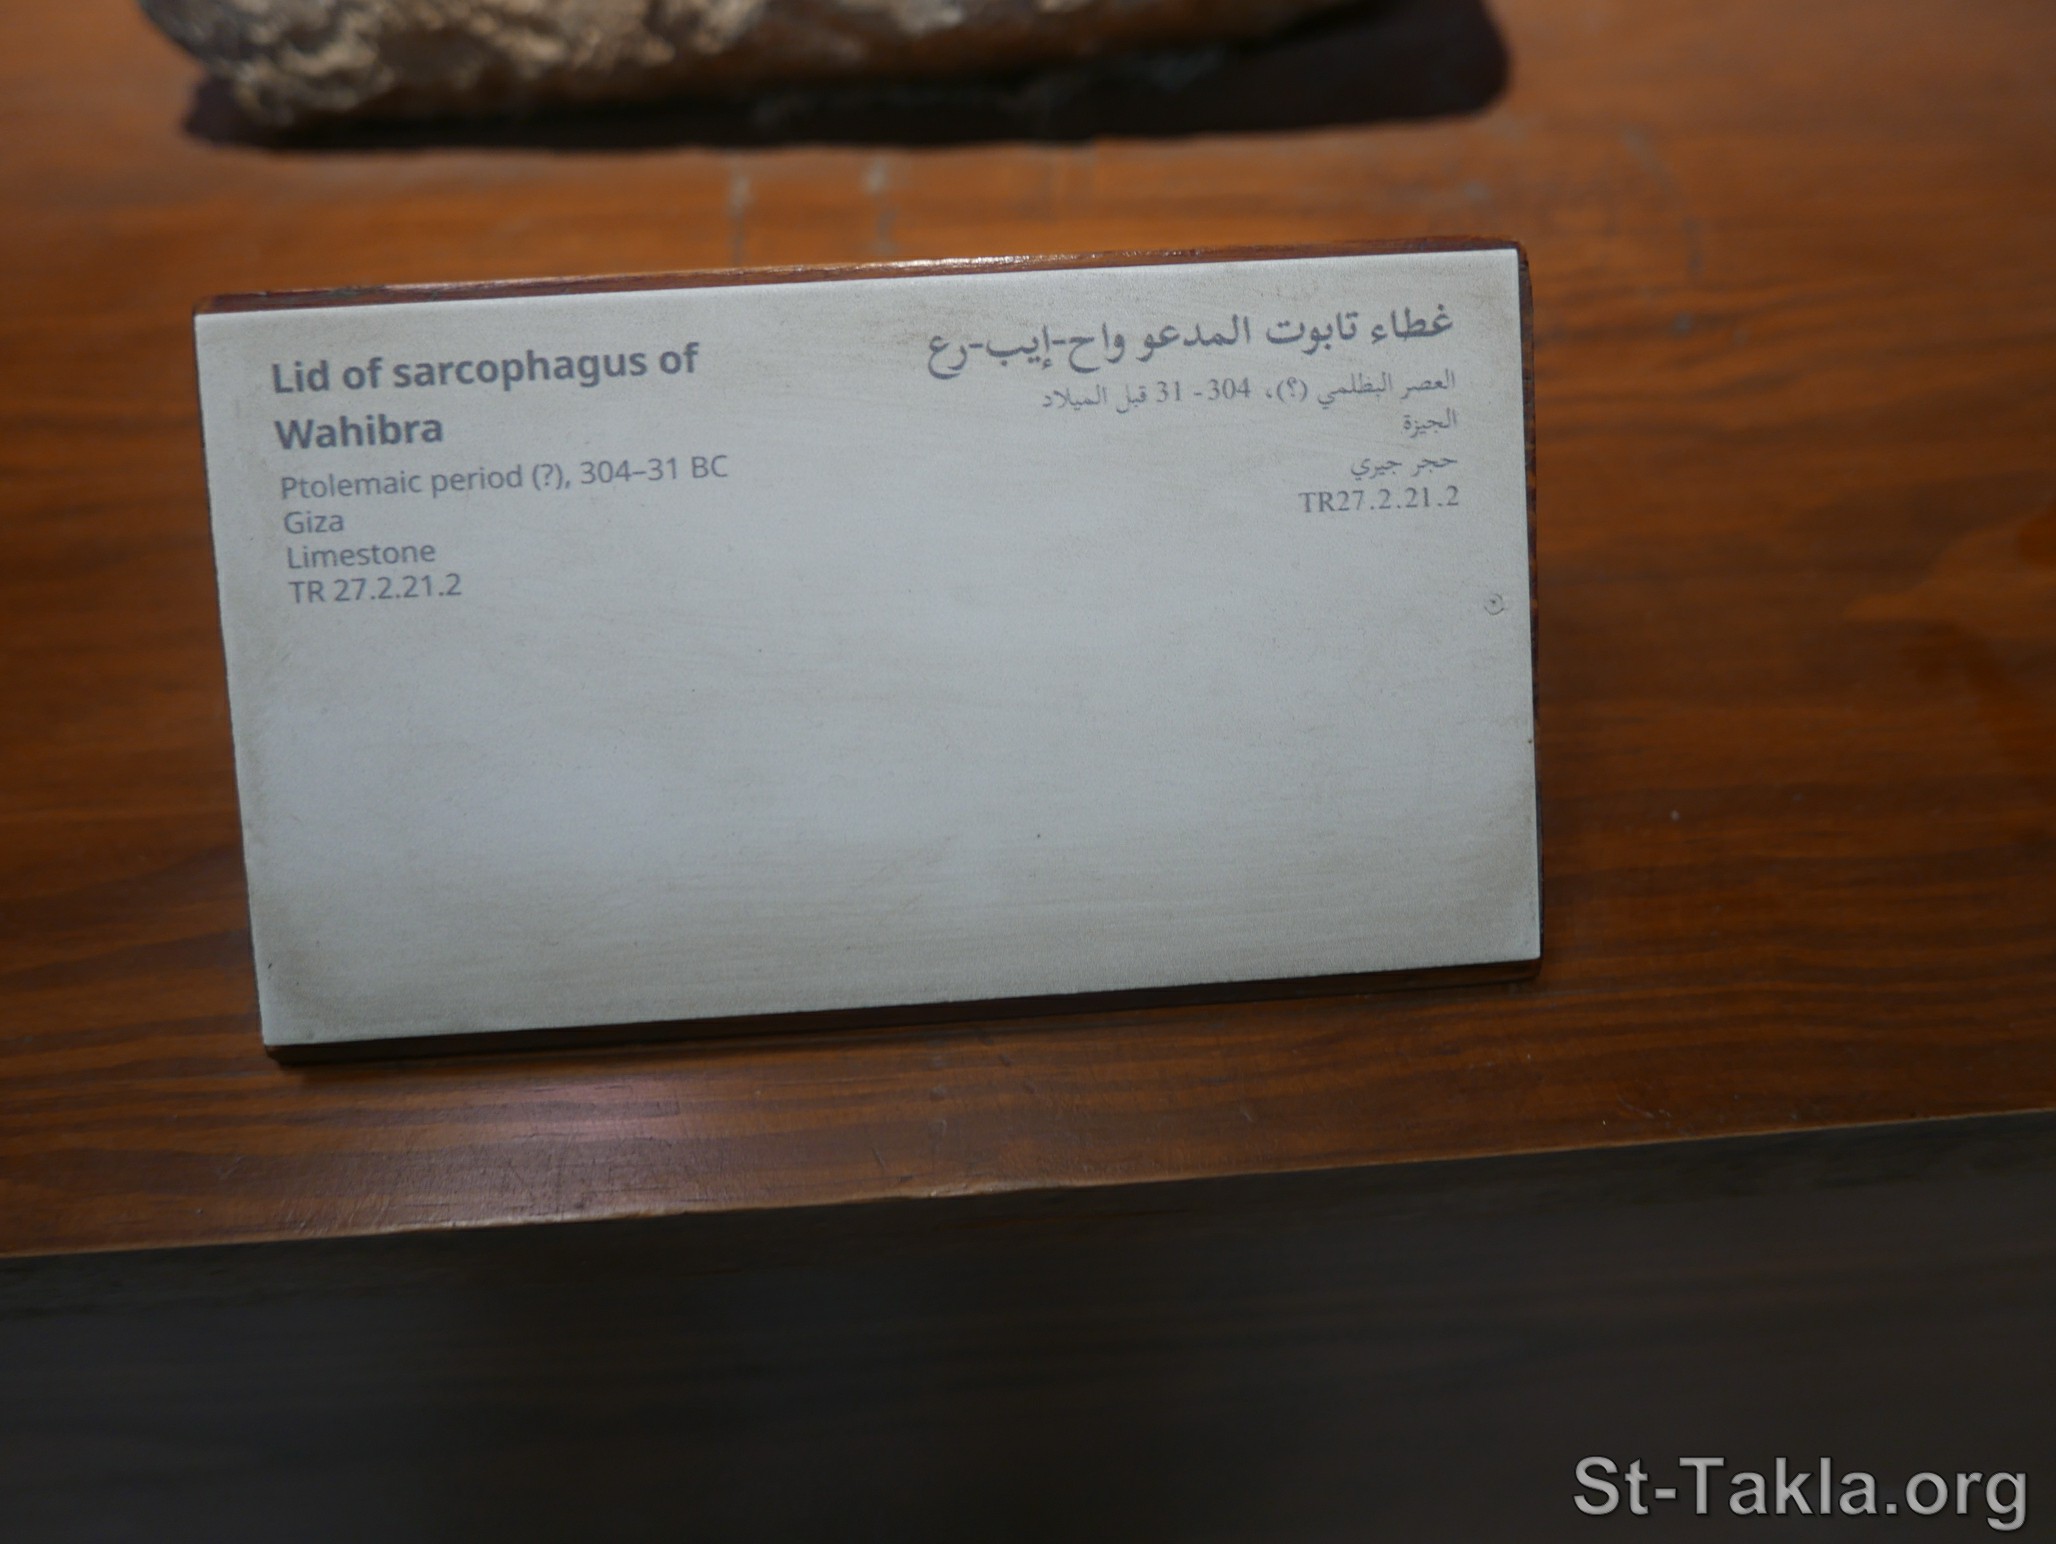 Lid of sarcophagus of
Wahibra
Ptolemaic period (?), 304–31 BC
Giza
Limestone
TR 27.2.21.2
غطاء تابوت المدعو واح-إيب-رع
العصر البطلمي (؟)، 304- 31 قبل الميلاد
الجيزة
حجر جيري
TR27.2.21.2
St-Takla.org